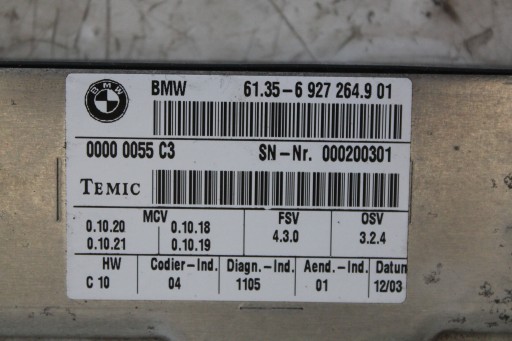 BMW
BMW 61.35-6 927 264.9 01
0000 0055 C3 SN-Nr. 000200301
TEMIC
MCV FSV OSV
0.10.20 0.10.18 4.3.0 3.2.4
0.10.21 0.10.19
HW Codier-Ind. Diagn.-Ind. Aend.-Ind. Datum
C 10 04 1105 01 12/03